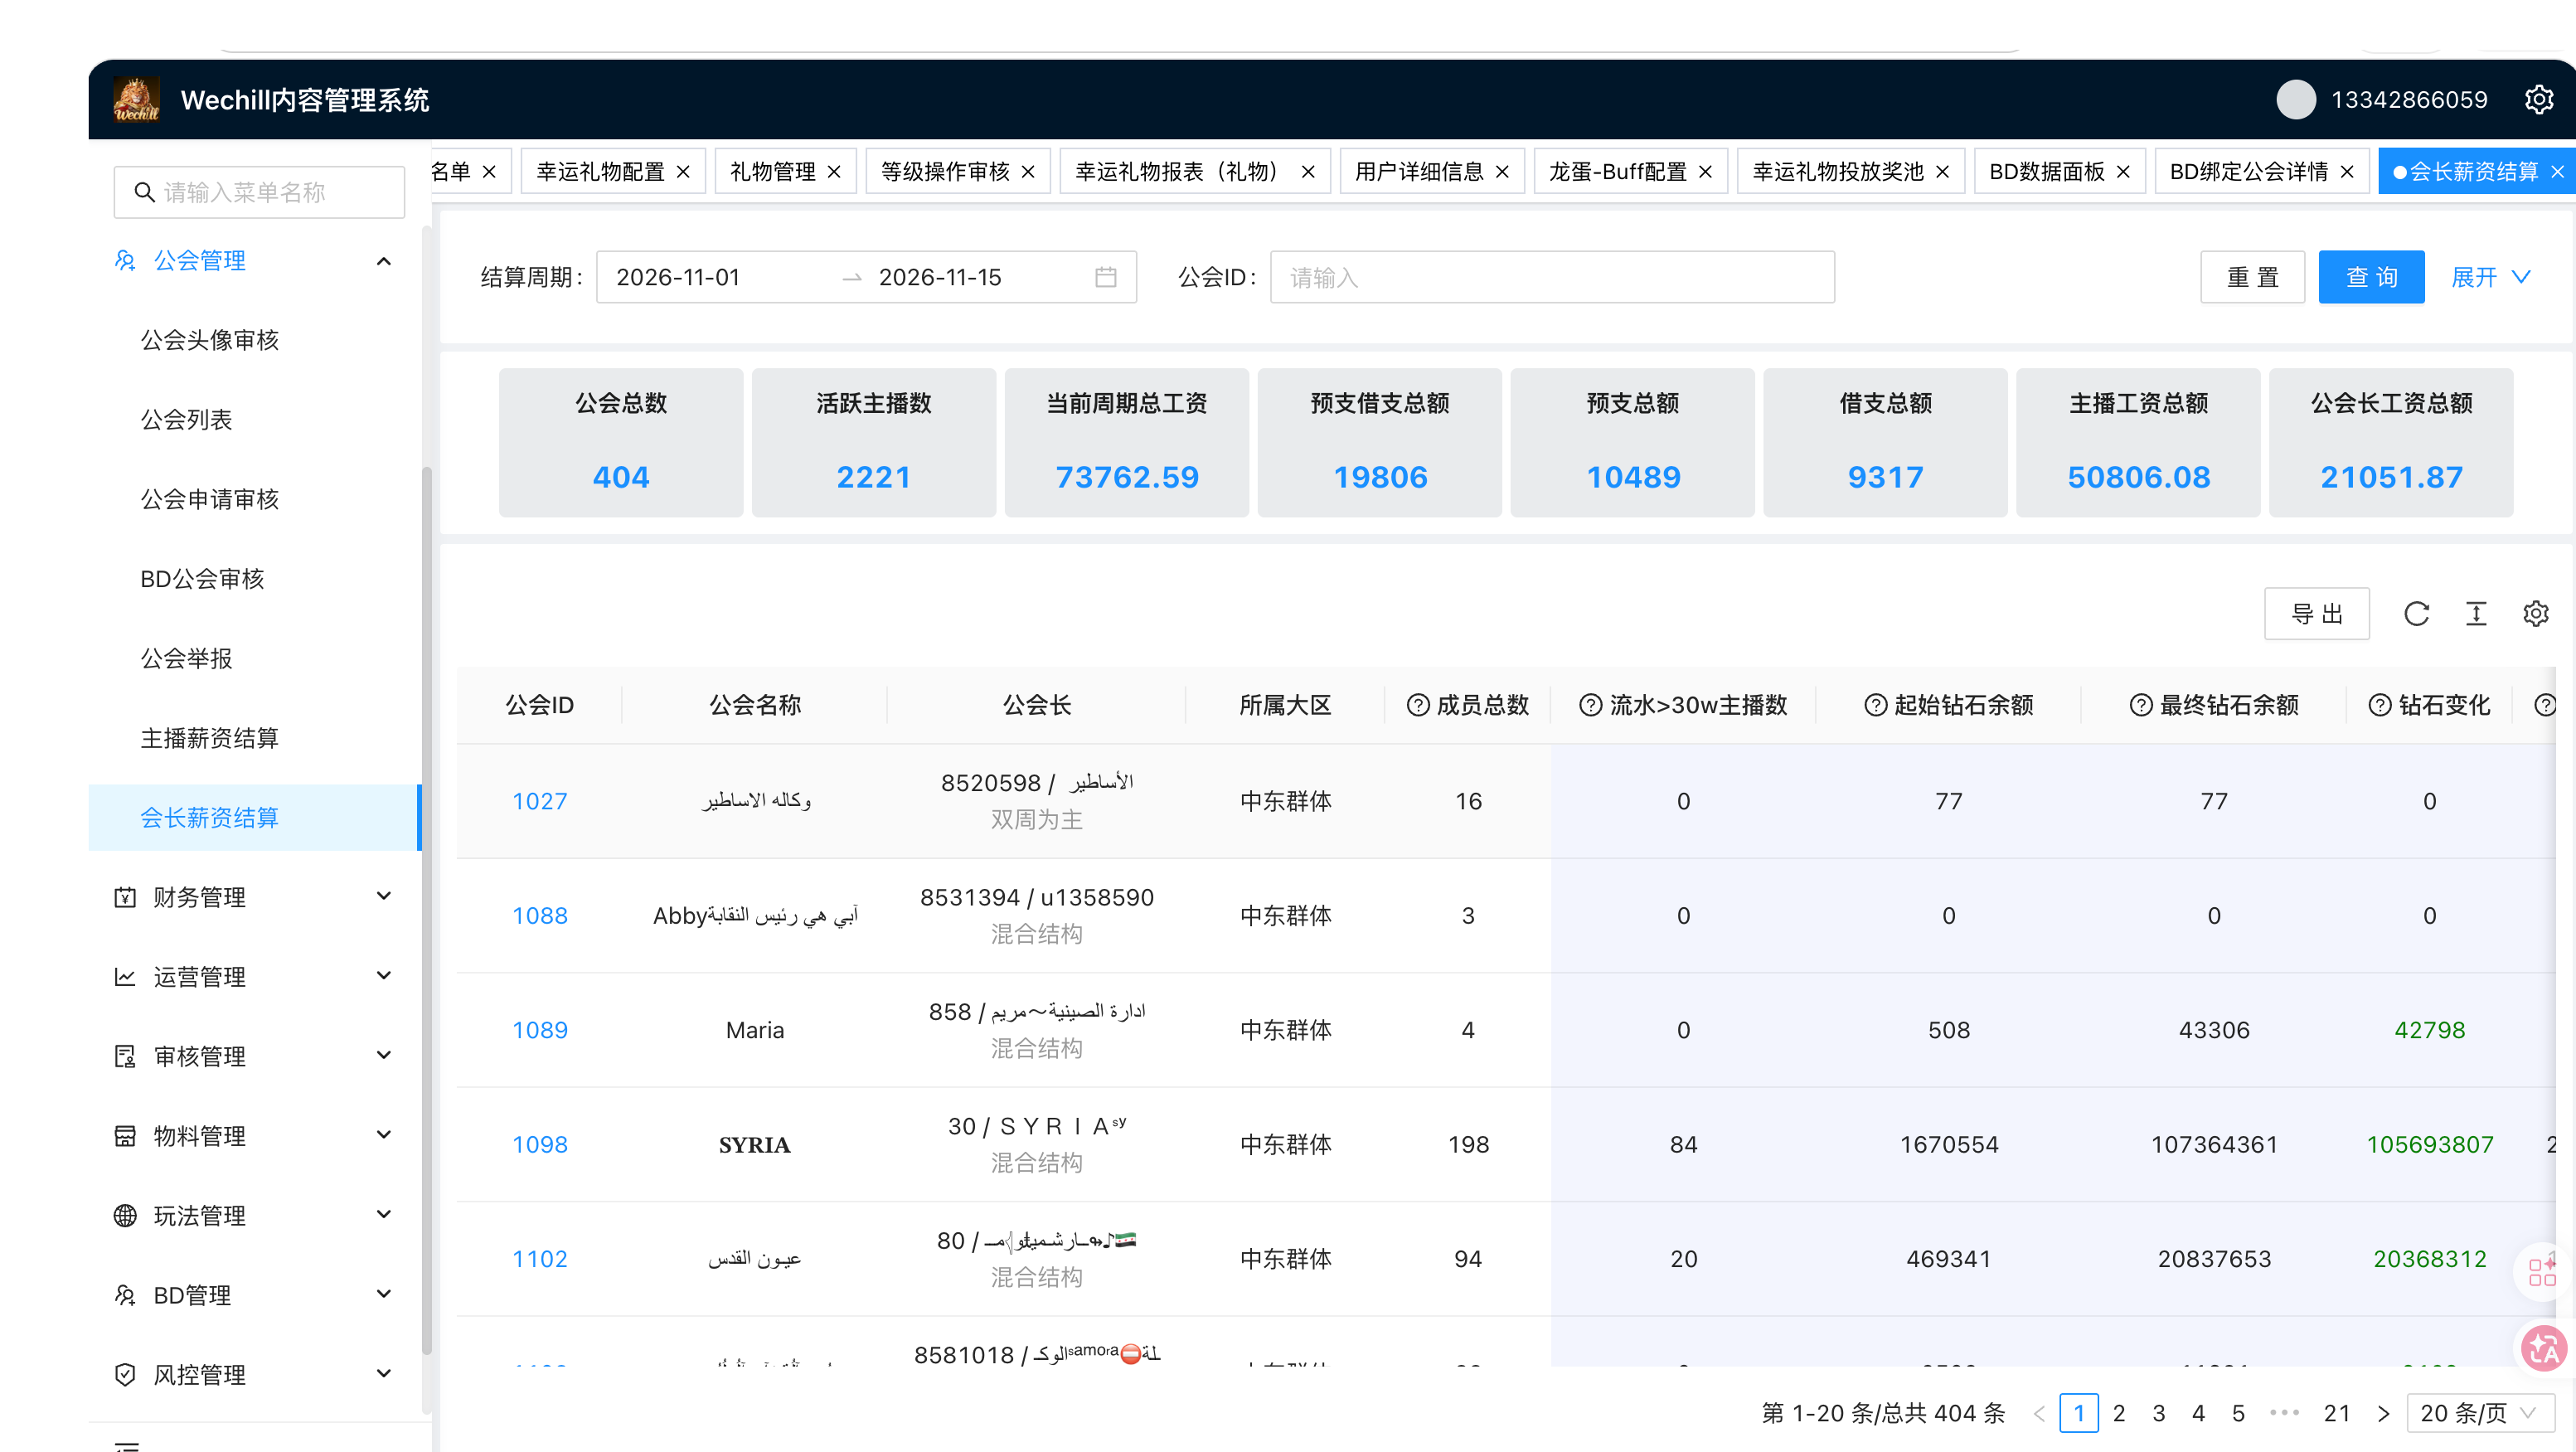 Wechill内容管理系统
13342866059
名单
幸运礼物配置
礼物管理
等级操作审核
幸运礼物报表（礼物）
用户详细信息
龙蛋-Buff配置
幸运礼物投放奖池
BD数据面板
BD绑定公会详情
会长薪资结算
请输入菜单名称
公会管理
公会头像审核
公会列表
公会申请审核
BD公会审核
公会举报
主播薪资结算
会长薪资结算
财务管理
运营管理
审核管理
物料管理
玩法管理
BD管理
风控管理
结算周期: 2026-11-01 → 2026-11-15 公会ID: 请输入
重 置 查 询 展开
公会总数 活跃主播数 当前周期总工资 预支借支总额 预支总额 借支总额 主播工资总额 公会长工资总额
404 2221 73762.59 19806 10489 9317 50806.08 21051.87
导 出
公会ID 公会名称 公会长 所属大区 成员总数 流水>30w主播数 起始钻石余额 最终钻石余额 钻石变化
1027 وكاله الاساطير 8520598 / الأساطير 中东群体 16 0 77 77 0
双周为主
1088 Abbyآبي هي رئيس النقابة 8531394 / u1358590 中东群体 3 0 0 0 0
混合结构
1089 Maria 858 / ادارة الصينية～مريم 中东群体 4 0 508 43306 42798
混合结构
1098 SYRIA 30 / ＳＹＲＩＡˢʸ 中东群体 198 84 1670554 107364361 105693807
混合结构
1102 عيون القدس 80 / 中东群体 94 20 469341 20837653 20368312
混合结构
8581018 / الوكـˢᵃᵐᵒʳᵃ⛔ـلة
第 1-20 条/总共 404 条 < 1 2 3 4 5 ••• 21 > 20 条/页